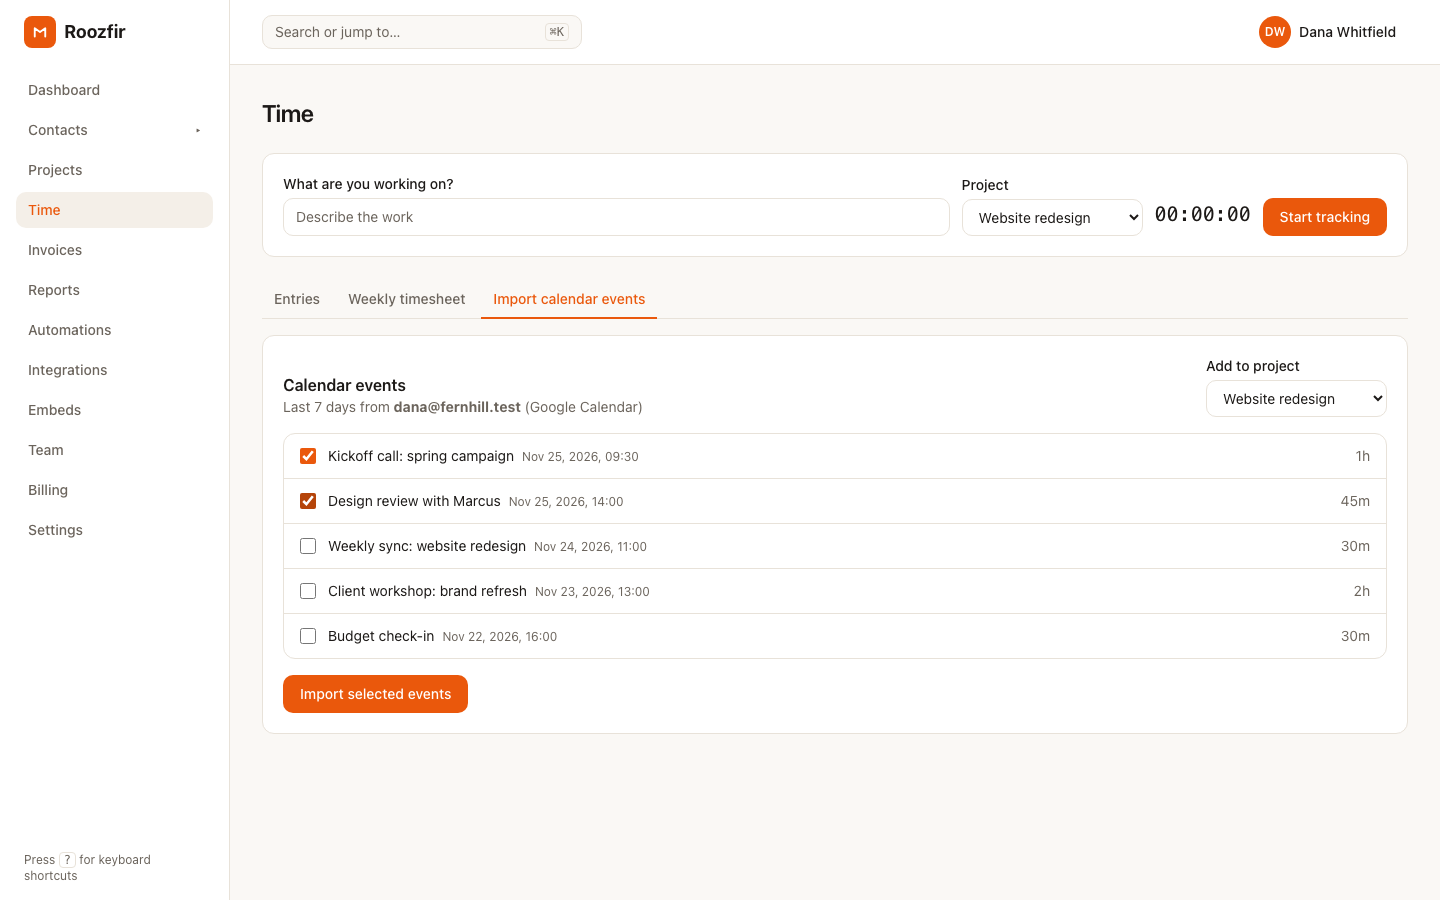 Roozfir
Search or jump to...
⌘K
DW
Dana Whitfield
Dashboard
Contacts
Projects
Time
Invoices
Reports
Automations
Integrations
Embeds
Team
Billing
Settings
Press ? for keyboard
shortcuts
Time
What are you working on?
Describe the work
Project
Website redesign
00:00:00
Start tracking
Entries
Weekly timesheet
Import calendar events
Calendar events
Last 7 days from dana@fernhill.test (Google Calendar)
Add to project
Website redesign
Kickoff call: spring campaign Nov 25, 2026, 09:30 1h
Design review with Marcus Nov 25, 2026, 14:00 45m
Weekly sync: website redesign Nov 24, 2026, 11:00 30m
Client workshop: brand refresh Nov 23, 2026, 13:00 2h
Budget check-in Nov 22, 2026, 16:00 30m
Import selected events